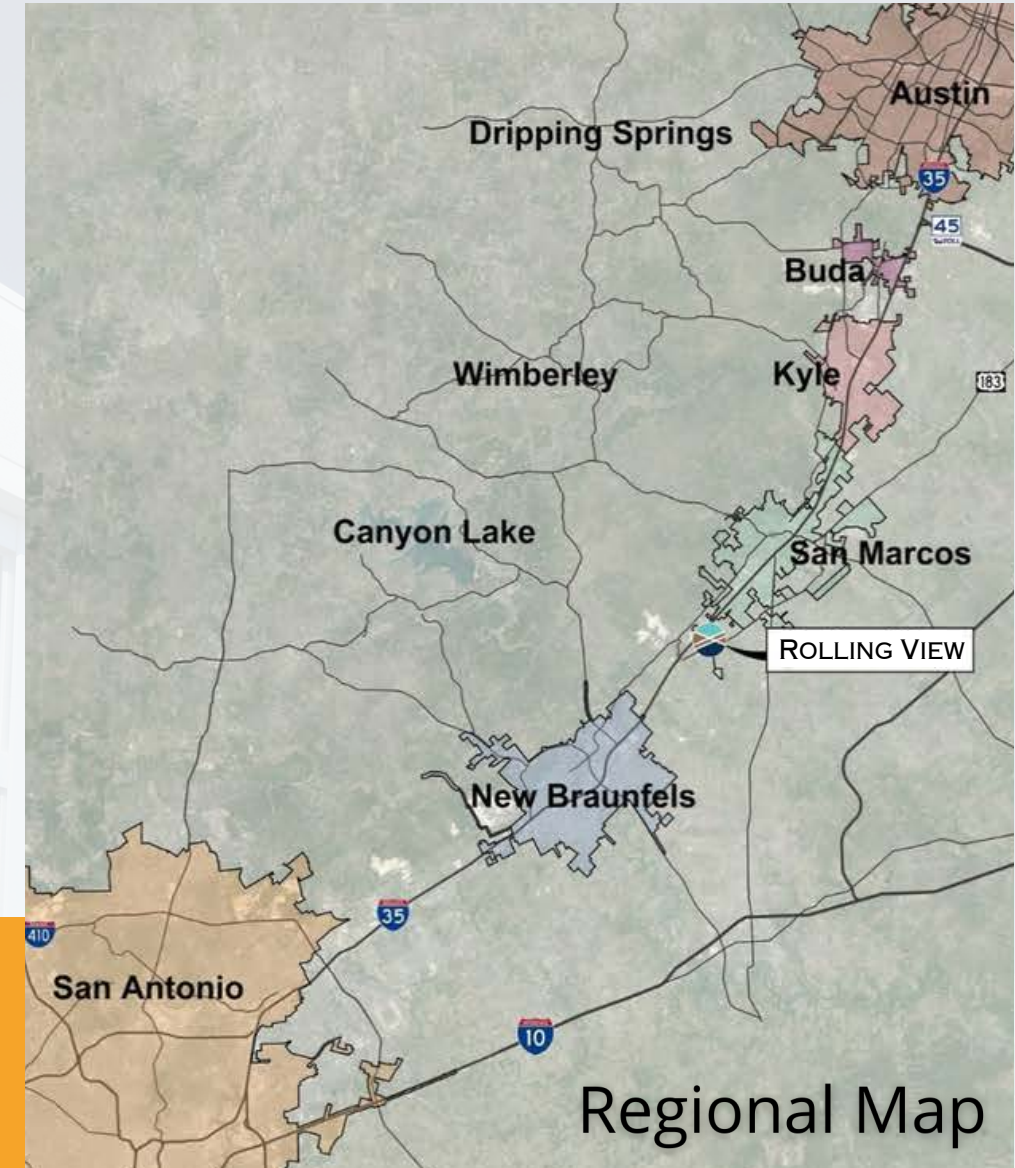 Austin
Dripping Springs
35
45
TOLL
Buda
Wimberley
Kyle
183
Canyon Lake
San Marcos
ROLLING VIEW
New Braunfels
35
410
San Antonio
10
Regional Map